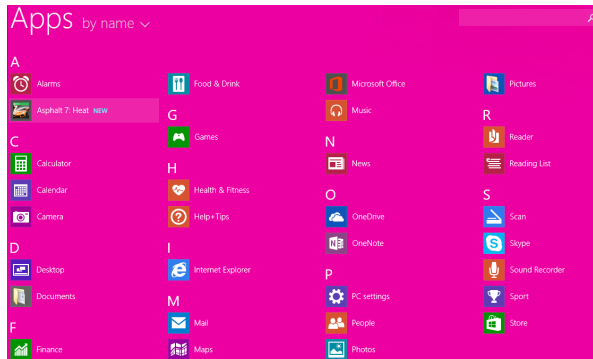 Apps by name
A
Alarms
Asphalt 7: Heat NEW
C
Calculator
Calendar
Camera
D
Desktop
Documents
F
Finance
Food & Drink
G
Games
H
Health & Fitness
Help+Tips
I
Internet Explorer
M
Mail
Maps
Microsoft Office
Music
N
News
O
OneDrive
OneNote
P
PC settings
People
Photos
Pictures
R
Reader
Reading List
S
Scan
Skype
Sound Recorder
Sport
Store